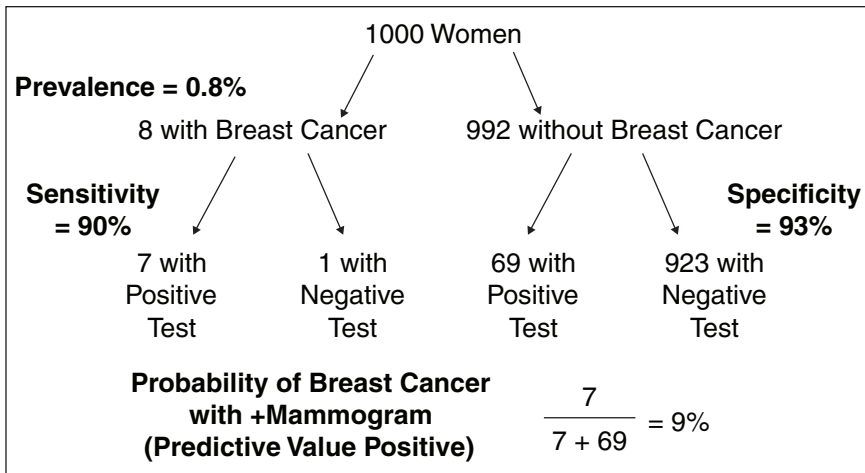 1000 Women
Prevalence = 0.8%
8 with Breast Cancer
992 without Breast Cancer
Sensitivity
= 90%
Specificity
= 93%
7 with
Positive
Test
1 with
Negative
Test
69 with
Positive
Test
923 with
Negative
Test
Probability of Breast Cancer
with +Mammogram
(Predictive Value Positive)
7
7 + 69
= 9%